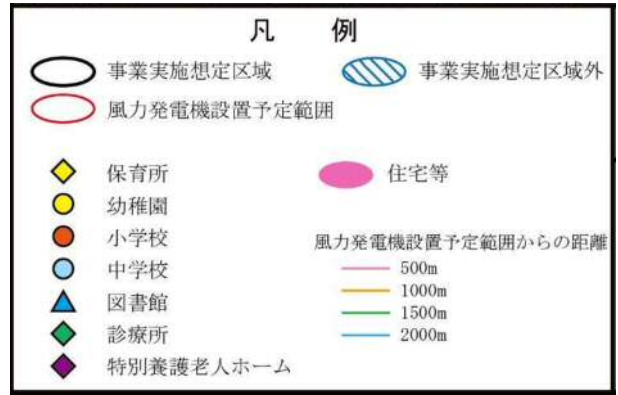 凡　例
事業実施想定区域
事業実施想定区域外
風力発電機設置予定範囲
保育所
住宅等
幼稚園
小学校
風力発電機設置予定範囲からの距離
中学校
500m
1000m
図書館
1500m
診療所
2000m
特別養護老人ホーム